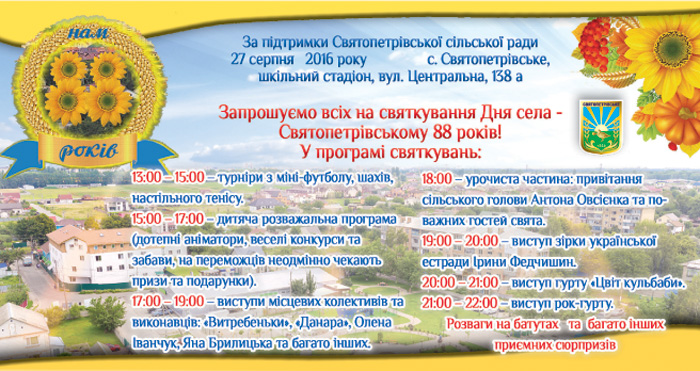 нам
років
За підтримки Святопетрівської сільської ради
27 серпня 2016 року с. Святопетрівське,
шкільний стадіон, вул. Центральна, 138 а
Запрошуємо всіх на святкування Дня села -
Святопетрівському 88 років!
У програмі святкувань:
13:00 – 15:00 – турніри з міні-футболу, шахів,
настільного тенісу.
15:00 – 17:00 – дитяча розважальна програма
(дотепні аніматори, веселі конкурси та
забави, на переможців неодмінно чекають
призи та подарунки).
17:00 – 19:00 – виступи місцевих колективів та
виконавців: «Витребеньки», «Данара», Олена
Іванчук, Яна Брилицька та багато інших.
18:00 – урочиста частина: привітання
сільського голови Антона Овсієнка та по-
важних гостей свята.
19:00 – 20:00 – виступ зірки української
естради Ірини Федчишин.
20:00 – 21:00 – виступ гурту «Цвіт кульбаби».
21:00 – 22:00 – виступ рок-гурту.
Розваги на батутах та багато інших
приємних сюрпризів